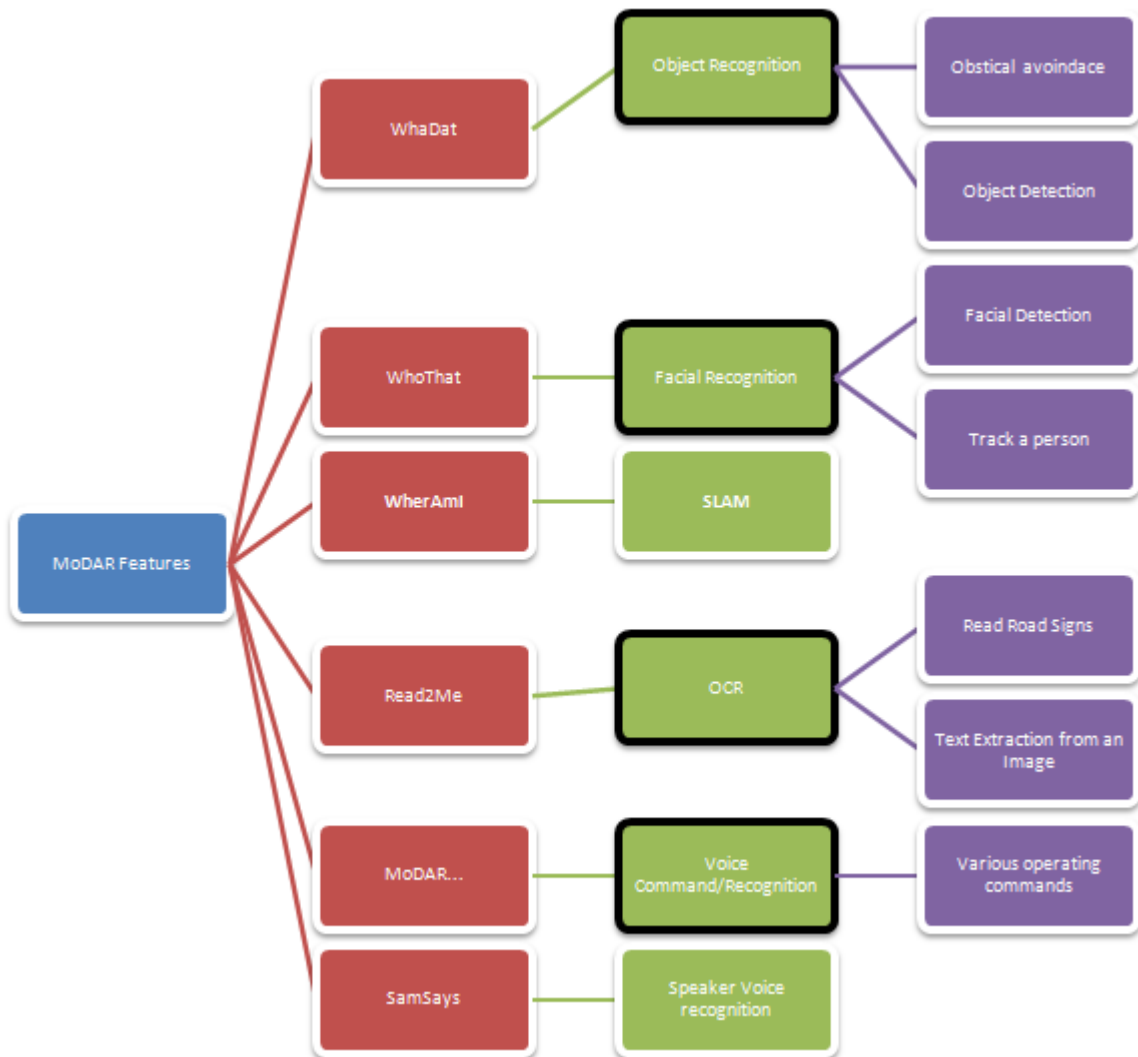 MoDAR Features
WhaDat
Object Recognition
Obstical avoindace
Object Detection
WhoThat
Facial Recognition
Facial Detection
Track a person
WherAmI
SLAM
Read2Me
OCR
Read Road Signs
Text Extraction from an
Image
MoDAR...
Voice
Command/Recognition
Various operating
commands
SamSays
Speaker Voice
recognition